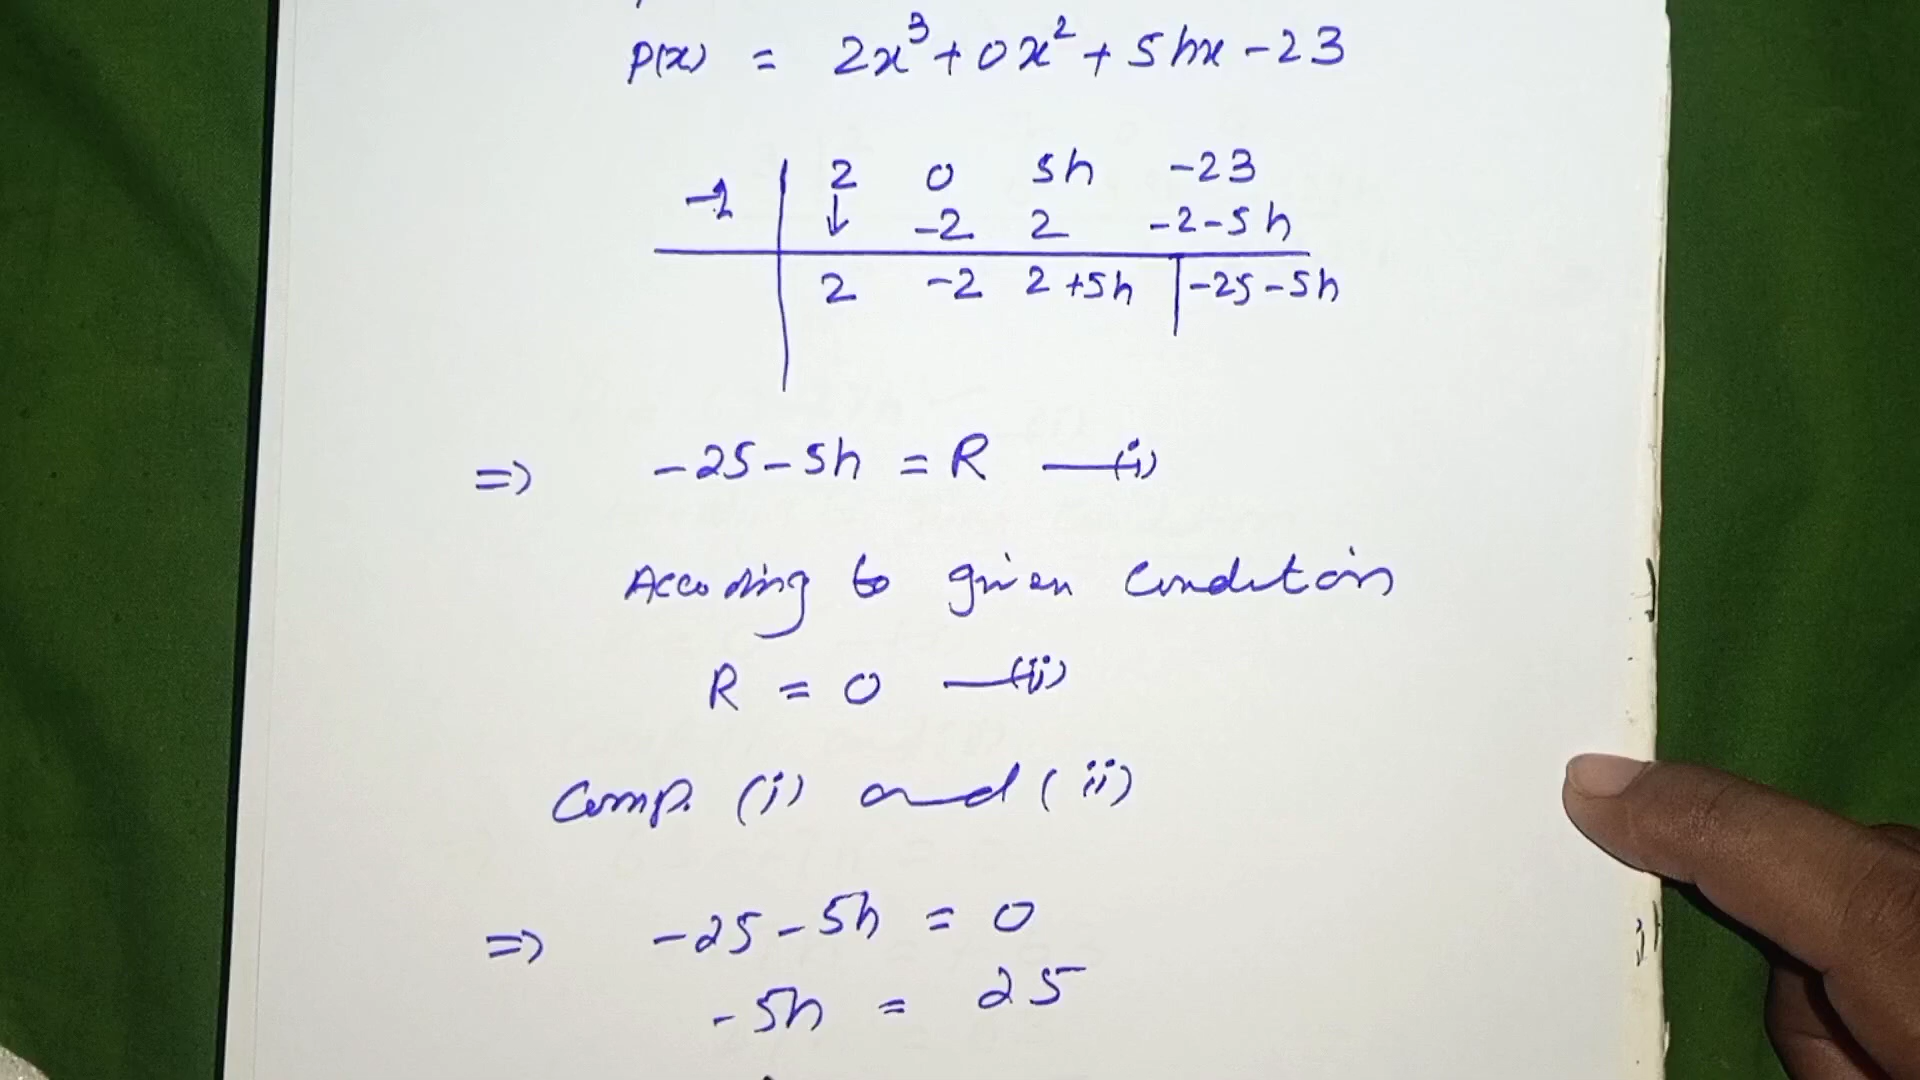 P(x) = 2x³ + 0x² + 5hx - 23
-1 | 2 0 5h -23
↓ -2 2 -2-5h
2 -2 2+5h |-25-5h
=> -25-5h = R —(i)
According to given condition
R = 0 —(ii)
Comp. (i) and (ii)
=> -25-5h = 0
-5h = 25